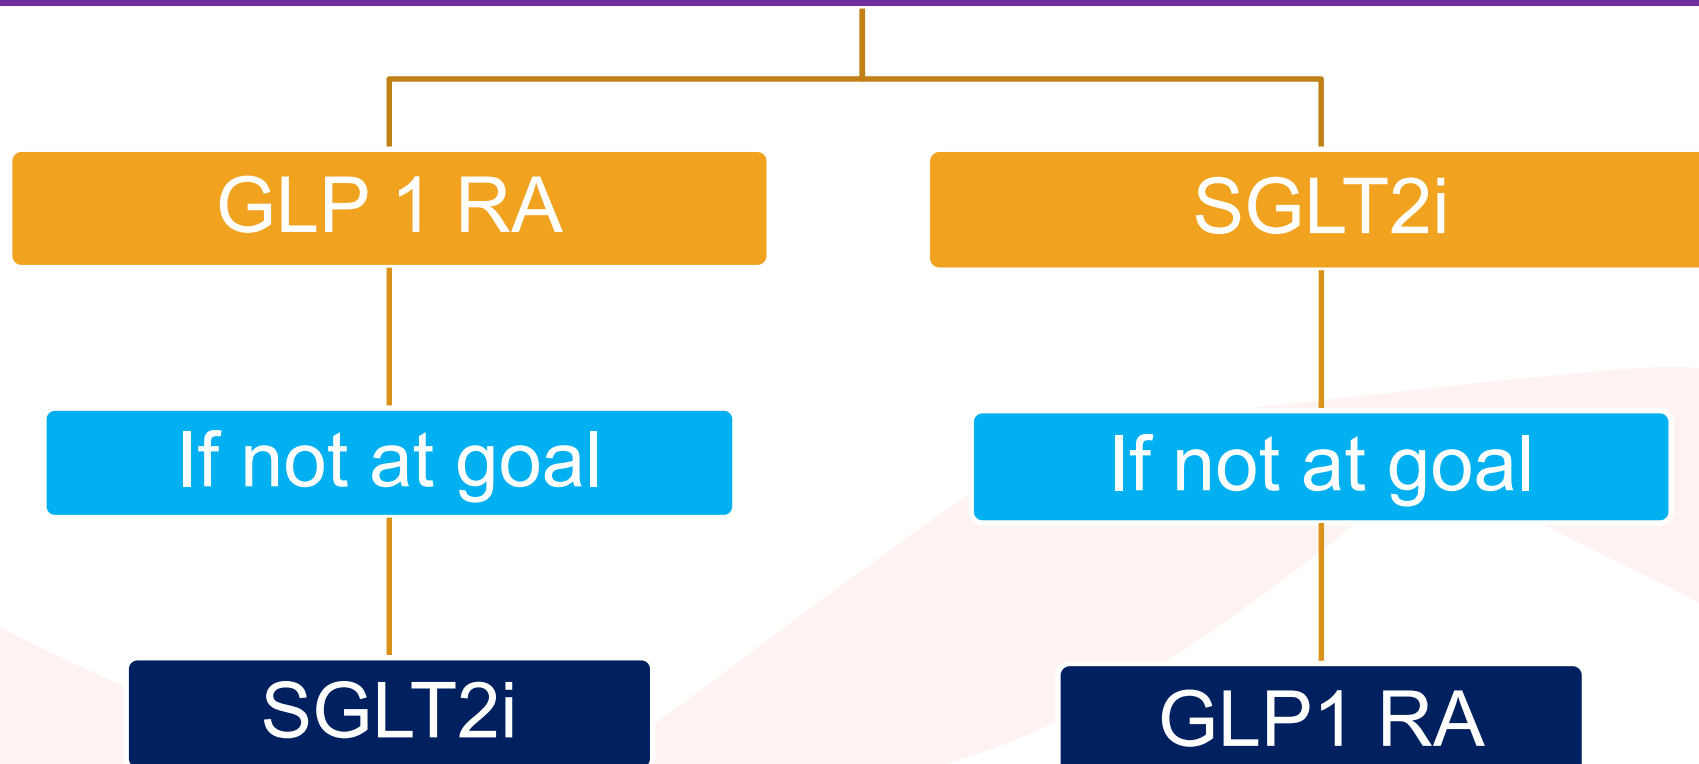 GLP 1 RA
SGLT2i
If not at goal
If not at goal
SGLT2i
GLP1 RA